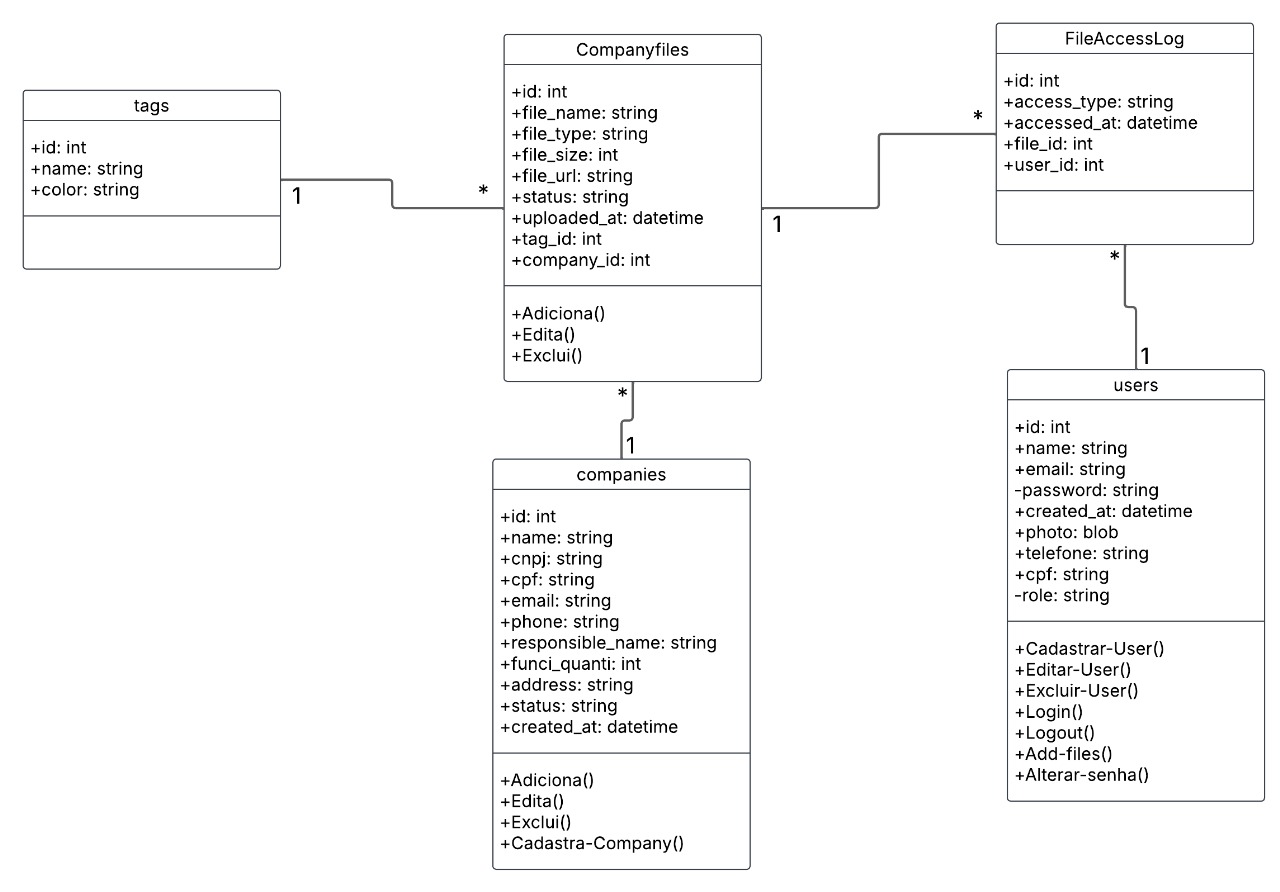 tags
+id: int
+name: string
+color: string
1
*
Companyfiles
+id: int
+file_name: string
+file_type: string
+file_size: int
+file_url: string
+status: string
+uploaded_at: datetime
+tag_id: int
+company_id: int
+Adiciona()
+Edita()
+Exclui()
1
*
FileAccessLog
+id: int
+access_type: string
+accessed_at: datetime
+file_id: int
+user_id: int
*
1
*
1
companies
+id: int
+name: string
+cnpj: string
+cpf: string
+email: string
+phone: string
+responsible_name: string
+funci_quanti: int
+address: string
+status: string
+created_at: datetime
+Adiciona()
+Edita()
+Exclui()
+Cadastra-Company()
users
+id: int
+name: string
+email: string
-password: string
+created_at: datetime
+photo: blob
+telefone: string
+cpf: string
-role: string
+Cadastrar-User()
+Editar-User()
+Excluir-User()
+Login()
+Logout()
+Add-files()
+Alterar-senha()